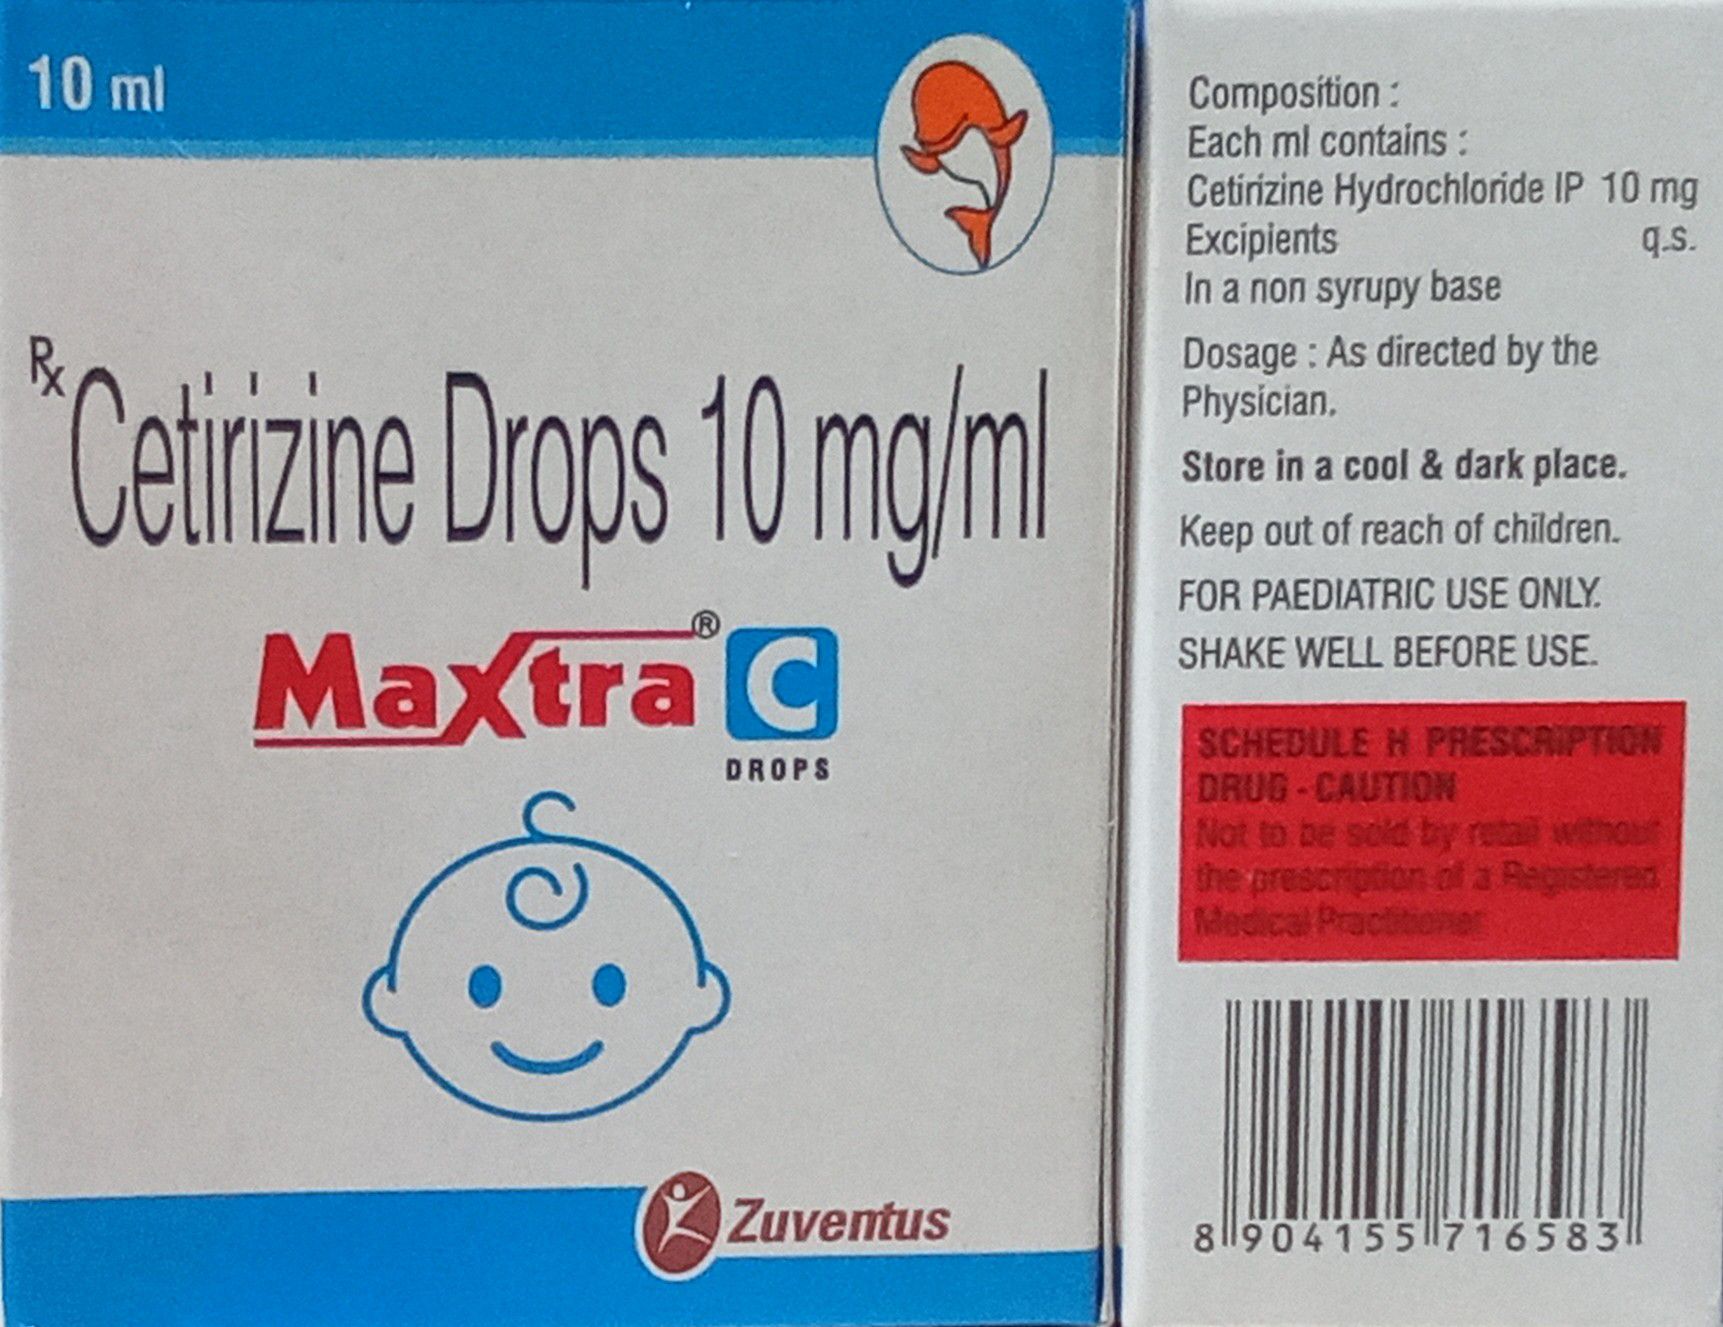 10 ml
Rx
Cetirizine Drops 10 mg/ml
Maxtra® C
DROPS
Zuventus
Composition :
Each ml contains :
Cetirizine Hydrochloride IP 10 mg
Excipients q.s.
In a non syrupy base
Dosage : As directed by the
Physician.
Store in a cool & dark place.
Keep out of reach of children.
FOR PAEDIATRIC USE ONLY.
SHAKE WELL BEFORE USE.
SCHEDULE H PRESCRIPTION
DRUG - CAUTION
Not to be sold by retail without
the prescription of a Registered
Medical Practitioner
8 904155 716583